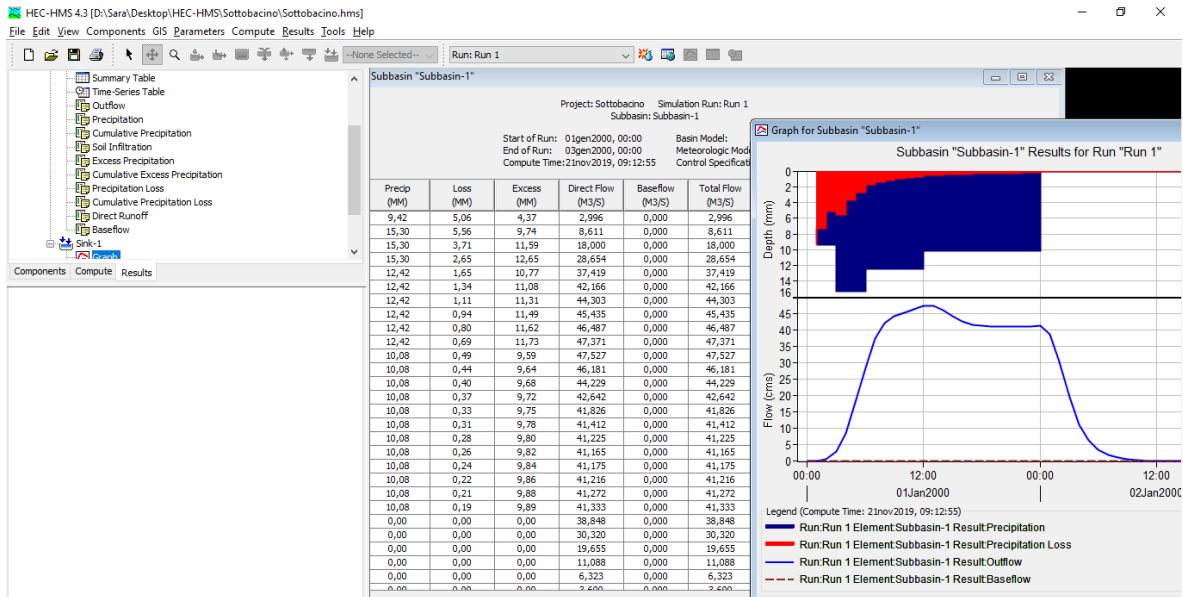 HEC-HMS 4.3 [D:\Sara\Desktop\HEC-HMS\Sottobacino\Sottobacino.hms]
File Edit View Components GIS Parameters Compute Results Tools Help
--None Selected-- Run: Run 1
Summary Table
Time-Series Table
Outflow
Precipitation
Cumulative Precipitation
Soil Infiltration
Excess Precipitation
Cumulative Excess Precipitation
Precipitation Loss
Cumulative Precipitation Loss
Direct Runoff
Baseflow
Sink-1
Graph
Components Compute Results
Subbasin "Subbasin-1"
Project: Sottobacino Simulation Run: Run 1
Subbasin: Subbasin-1
Start of Run: 01gen2000, 00:00 Basin Model:
End of Run: 03gen2000, 00:00 Meteorologic Mode
Compute Time:21nov2019, 09:12:55 Control Specificati
Precip Loss Excess Direct Flow Baseflow Total Flow
(MM) (MM) (MM) (M3/S) (M3/S) (M3/S)
9,42 5,06 4,37 2,996 0,000 2,996
15,30 5,56 9,74 8,611 0,000 8,611
15,30 3,71 11,59 18,000 0,000 18,000
15,30 2,65 12,65 28,654 0,000 28,654
12,42 1,65 10,77 37,419 0,000 37,419
12,42 1,34 11,08 42,166 0,000 42,166
12,42 1,11 11,31 44,303 0,000 44,303
12,42 0,94 11,49 45,435 0,000 45,435
12,42 0,80 11,62 46,487 0,000 46,487
12,42 0,69 11,73 47,371 0,000 47,371
10,08 0,49 9,59 47,527 0,000 47,527
10,08 0,44 9,64 46,181 0,000 46,181
10,08 0,40 9,68 44,229 0,000 44,229
10,08 0,37 9,72 42,642 0,000 42,642
10,08 0,33 9,75 41,826 0,000 41,826
10,08 0,31 9,78 41,412 0,000 41,412
10,08 0,28 9,80 41,225 0,000 41,225
10,08 0,26 9,82 41,165 0,000 41,165
10,08 0,24 9,84 41,175 0,000 41,175
10,08 0,22 9,86 41,216 0,000 41,216
10,08 0,21 9,88 41,272 0,000 41,272
10,08 0,19 9,89 41,333 0,000 41,333
0,00 0,00 0,00 38,848 0,000 38,848
0,00 0,00 0,00 30,320 0,000 30,320
0,00 0,00 0,00 19,655 0,000 19,655
0,00 0,00 0,00 11,088 0,000 11,088
0,00 0,00 0,00 6,323 0,000 6,323
0,00 0,00 0,00 3,600 0,000 3,600
Graph for Subbasin "Subbasin-1"
Subbasin "Subbasin-1" Results for Run "Run 1"
Depth (mm)
0
2
4
6
8
10
12
14
16
Flow (cms)
45
40
35
30
25
20
15
10
5
0
00:00 12:00 00:00 12:00
01Jan2000 02Jan2000
Legend (Compute Time: 21nov2019, 09:12:55)
Run:Run 1 Element:Subbasin-1 Result:Precipitation
Run:Run 1 Element:Subbasin-1 Result:Precipitation Loss
Run:Run 1 Element:Subbasin-1 Result:Outflow
Run:Run 1 Element:Subbasin-1 Result:Baseflow